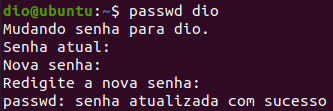 dio@ubuntu:~$ passwd dio
Mudando senha para dio.
Senha atual:
Nova senha:
Redigite a nova senha:
passwd: senha atualizada com sucesso